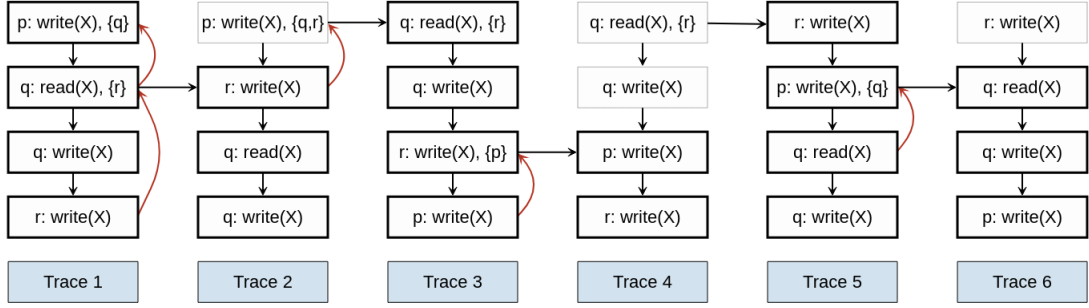 p: write(X), {q}
q: read(X), {r}
q: write(X)
r: write(X)
Trace 1
p: write(X), {q,r}
r: write(X)
q: read(X)
q: write(X)
Trace 2
q: read(X), {r}
q: write(X)
r: write(X), {p}
p: write(X)
Trace 3
q: read(X), {r}
q: write(X)
p: write(X)
r: write(X)
Trace 4
r: write(X)
p: write(X), {q}
q: read(X)
q: write(X)
Trace 5
r: write(X)
q: read(X)
q: write(X)
p: write(X)
Trace 6